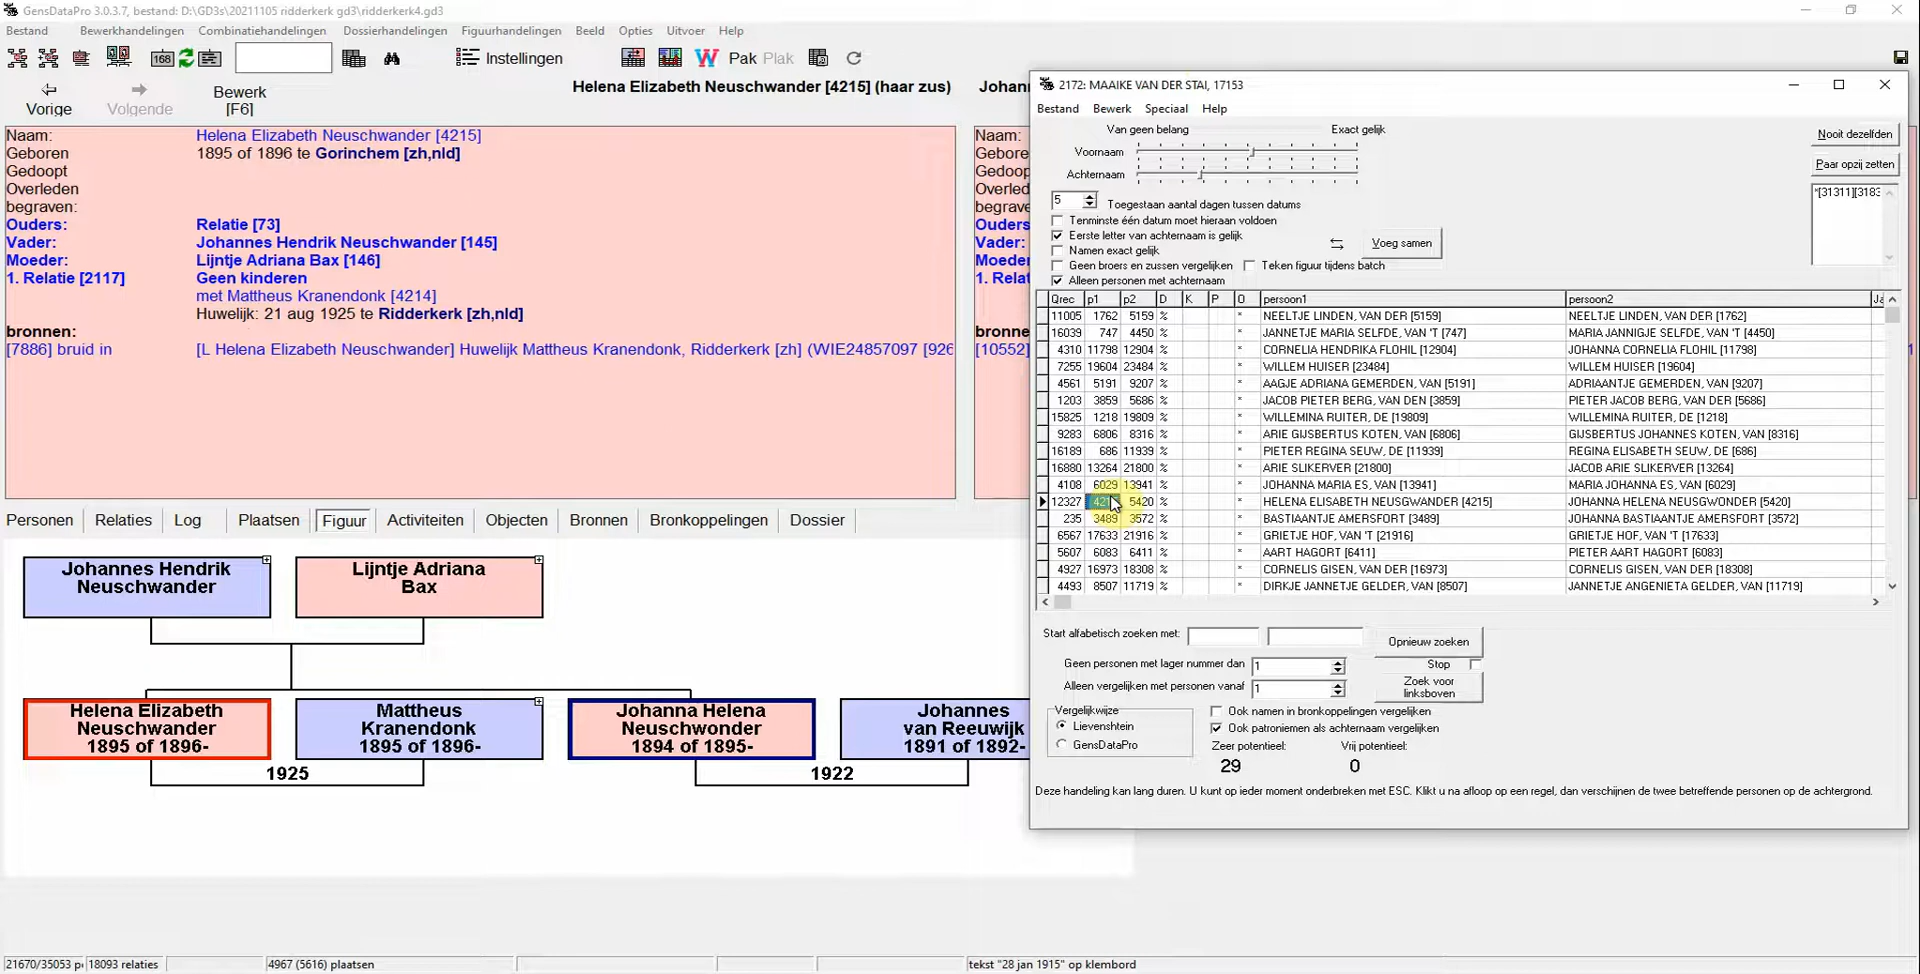 GensDataPro 3.0.3.7, bestand: D:\GD3s\20211105 ridderkerk gd3\ridderkerk4.gd3
Bestand Bewerkhandelingen Combinatiehandelingen Dossierhandelingen Figuurhandelingen Beeld Opties Uitvoer Help
168 Instellingen W Pak Plak
Vorige Volgende Bewerk [F6]
Helena Elizabeth Neuschwander [4215] (haar zus)
Naam: Helena Elizabeth Neuschwander [4215]
Geboren 1895 of 1896 te Gorinchem [zh,nld]
Gedoopt
Overleden
begraven:
Ouders: Relatie [73]
Vader: Johannes Hendrik Neuschwander [145]
Moeder: Lijntje Adriana Bax [146]
1. Relatie [2117] Geen kinderen
met Mattheus Kranendonk [4214]
Huwelijk: 21 aug 1925 te Ridderkerk [zh,nld]
bronnen:
[7886] bruid in [L Helena Elizabeth Neuschwander] Huwelijk Mattheus Kranendonk, Ridderkerk [zh] (WIE24857097 [926
Naam:
Ouders
Vader:
[10552]
Personen Relaties Log Plaatsen Figuur Activiteiten Objecten Bronnen Bronkoppelingen Dossier
Johannes Hendrik
Neuschwander
Lijntje Adriana
Bax
Helena Elizabeth
Neuschwander
1895 of 1896-
Mattheus
Kranendonk
1895 of 1896-
Johanna Helena
Neuschwonder
1894 of 1895-
Johannes
van Reeuwijk
1891 of 1892-
1925
1922
2172: MAAIKE VAN DER STAI, 17153
Bestand Bewerk Speciaal Help
Van geen belang Exact gelijk
Voornaam
Achternaam
5 Toegestaan aantal dagen tussen datums
Tenminste één datum moet hieraan voldoen
Eerste letter van achternaam is gelijk
Namen exact gelijk
Geen broers en zussen vergelijken Teken figuur tijdens batch
Alleen personen met achternaam
Voeg samen
Nooit dezelfden
Paar opzij zetten
*[31311][3183
Qrec p1 p2 D K P O persoon1 persoon2
11005 1762 5159 % * NEELTJE LINDEN, VAN DER [5159] NEELTJE LINDEN, VAN DER [1762]
16039 747 4450 % * JANNETJE MARIA SELFDE, VAN 'T [747] MARIA JANNIGJE SELFDE, VAN 'T [4450]
4310 11798 12904 % * CORNELIA HENDRIKA FLOHIL [12904] JOHANNA CORNELIA FLOHIL [11798]
7255 19604 23484 % * WILLEM HUISER [23484] WILLEM HUISER [19604]
4561 5191 9207 % * AAGJE ADRIANA GEMERDEN, VAN [5191] ADRIAANTJE GEMERDEN, VAN [9207]
1203 3859 5686 % * JACOB PIETER BERG, VAN DEN [3859] PIETER JACOB BERG, VAN DEN [5686]
15825 1218 19809 % * WILLEMINA RUITER, DE [19809] WILLEMINA RUITER, DE [1218]
9283 6806 8316 % * ARIE GIJSBERTUS KOTEN, VAN [6806] GIJSBERTUS JOHANNES KOTEN, VAN [8316]
16189 686 11939 % * PIETER REGINA SEUW, DE [11939] REGINA ELISABETH SEUW, DE [686]
16880 13264 21800 % * ARIE SLIKERVER [21800] JACOB ARIE SLIKERVER [13264]
4108 6029 13941 % * JOHANNA MARIA ES, VAN [13941] MARIA JOHANNA ES, VAN [6029]
12327 5420 % * HELENA ELISABETH NEUSGWANDER [4215] JOHANNA HELENA NEUSGWONDER [5420]
235 3489 3572 % * BASTIAANTJE AMERSFORT [3489] JOHANNA BASTIAANTJE AMERSFORT [3572]
6567 17633 21916 % * GRIETJE HOF, VAN 'T [21916] GRIETJE HOF, VAN 'T [17633]
5607 6083 6411 % * AART HAGORT [6411] PIETER AART HAGORT [6083]
4927 16973 18308 % * CORNELIS GISEN, VAN DER [16973] CORNELIS GISEN, VAN DER [18308]
4493 8507 11719 % * DIRKJE JANNETJE GELDER, VAN [8507] JANNETJE ANGENIETA GELDER, VAN [11719]
Start alfabetisch zoeken met: Opnieuw zoeken
Geen personen met lager nummer dan 1 Stop
Alleen vergelijken met personen vanaf 1 Zoek voor linksboven
Vergelijkwijze
Lievenshtein
GensDataPro
Ook namen in bronkoppelingen vergelijken
Ook patroniemen als achternaam vergelijken
Zeer potentieel: Vrij potentieel:
29 0
Deze handeling kan lang duren. U kunt op ieder moment onderbreken met ESC. Klikt u na afloop op een regel, dan verschijnen de twee betreffende personen op de achtergrond.
21670/35053 18093 relaties 4967 (5616) plaatsen tekst "28 jan 1915" op klembord